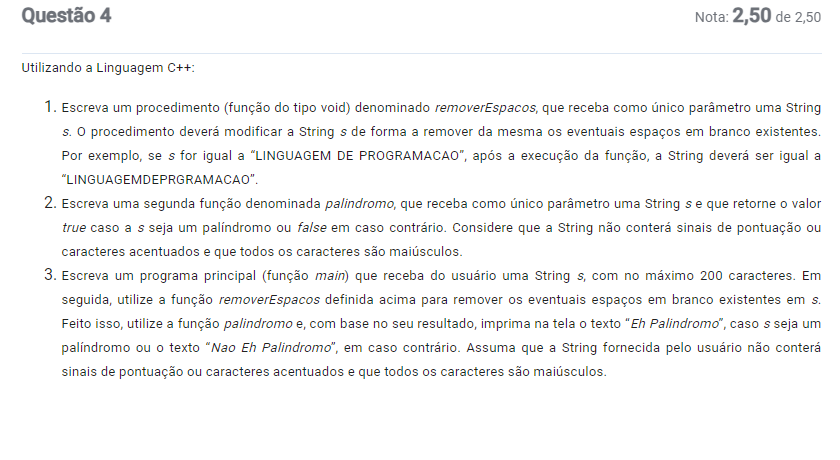 Questão 4
Nota: 2,50 de 2,50
Utilizando a Linguagem C++:
1. Escreva um procedimento (função do tipo void) denominado removerEspacos, que receba como único parâmetro uma String
s. O procedimento deverá modificar a String s de forma a remover da mesma os eventuais espaços em branco existentes.
Por exemplo, se s for igual a “LINGUAGEM DE PROGRAMACAO”, após a execução da função, a String deverá ser igual a
“LINGUAGEMDEPRGRAMACAO”.
2. Escreva uma segunda função denominada palindromo, que receba como único parâmetro uma String s e que retorne o valor
true caso a s seja um palíndromo ou false em caso contrário. Considere que a String não conterá sinais de pontuação ou
caracteres acentuados e que todos os caracteres são maiúsculos.
3. Escreva um programa principal (função main) que receba do usuário uma String s, com no máximo 200 caracteres. Em
seguida, utilize a função removerEspacos definida acima para remover os eventuais espaços em branco existentes em s.
Feito isso, utilize a função palindromo e, com base no seu resultado, imprima na tela o texto “Eh Palindromo”, caso s seja um
palíndromo ou o texto “Nao Eh Palindromo”, em caso contrário. Assuma que a String fornecida pelo usuário não conterá
sinais de pontuação ou caracteres acentuados e que todos os caracteres são maiúsculos.